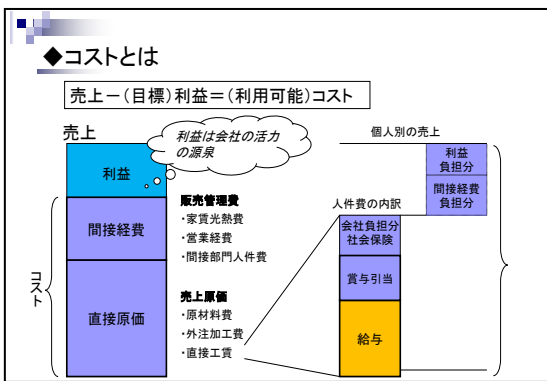 ◆コストとは
売上－(目標)利益＝(利用可能)コスト
売上
利益は会社の活力
の源泉
個人別の売上
利益
利益
負担分
間接経費
負担分
販売管理費
・家賃光熱費
・営業経費
・間接部門人件費
人件費の内訳
間接経費
会社負担分
社会保険
コスト
売上原価
・原材料費
・外注加工費
・直接工賃
賞与引当
直接原価
給与